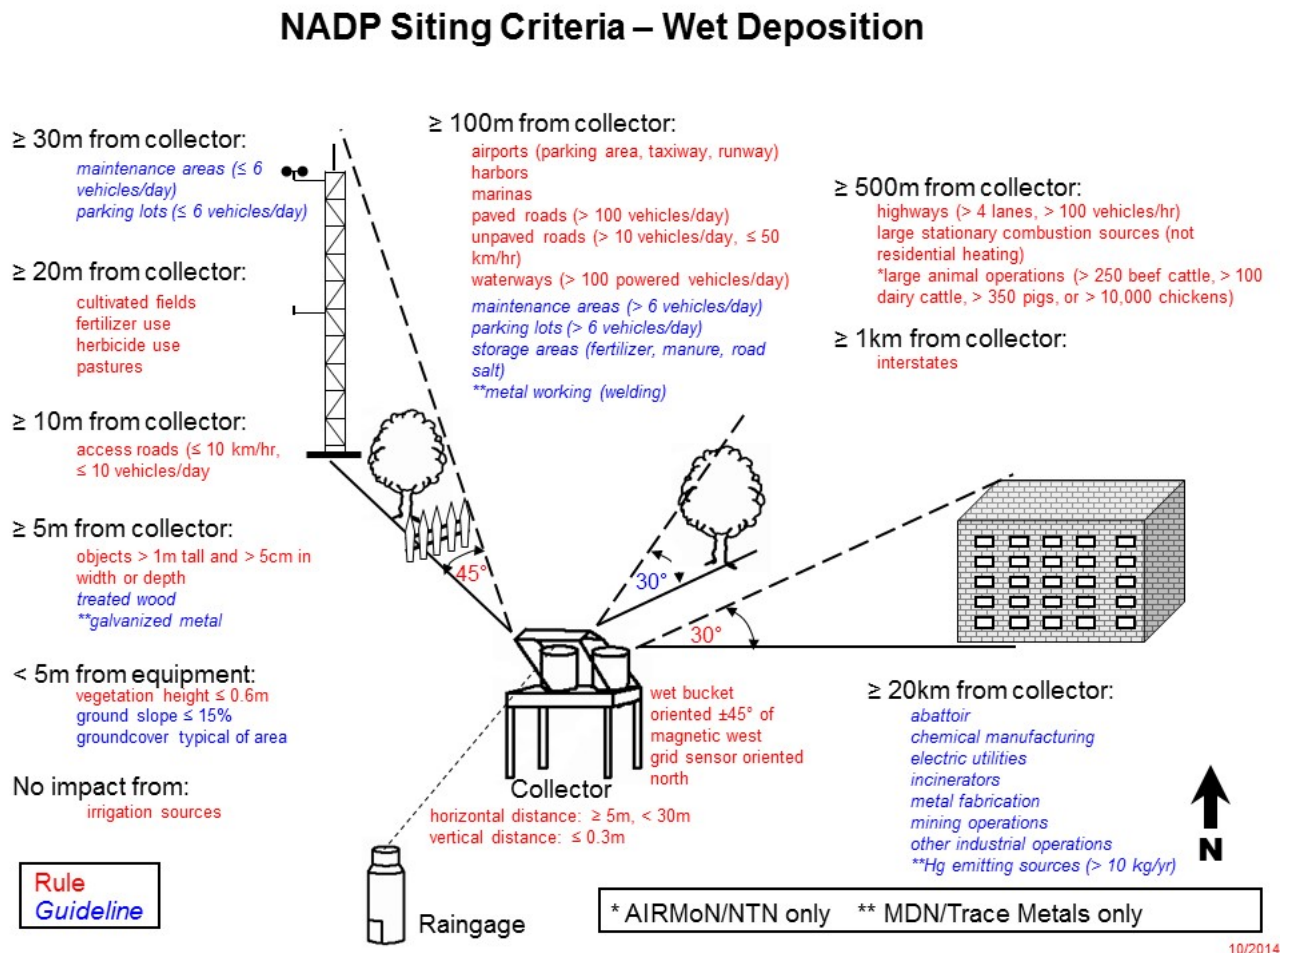 NADP Siting Criteria – Wet Deposition
≥ 30m from collector:
maintenance areas (≤ 6
vehicles/day)
parking lots (≤ 6 vehicles/day)
≥ 20m from collector:
cultivated fields
fertilizer use
herbicide use
pastures
≥ 10m from collector:
access roads (≤ 10 km/hr,
≤ 10 vehicles/day
≥ 5m from collector:
objects > 1m tall and > 5cm in
width or depth
treated wood
**galvanized metal
< 5m from equipment:
vegetation height ≤ 0.6m
ground slope ≤ 15%
groundcover typical of area
No impact from:
irrigation sources
≥ 100m from collector:
airports (parking area, taxiway, runway)
harbors
marinas
paved roads (> 100 vehicles/day)
unpaved roads (> 10 vehicles/day, ≤ 50
km/hr)
waterways (> 100 powered vehicles/day)
maintenance areas (> 6 vehicles/day)
parking lots (> 6 vehicles/day)
storage areas (fertilizer, manure, road
salt)
**metal working (welding)
≥ 500m from collector:
highways (> 4 lanes, > 100 vehicles/hr)
large stationary combustion sources (not
residential heating)
*large animal operations (> 250 beef cattle, > 100
dairy cattle, > 350 pigs, or > 10,000 chickens)
≥ 1km from collector:
interstates
45°
30°
30°
wet bucket
oriented ±45° of
magnetic west
grid sensor oriented
north
Collector
horizontal distance: ≥ 5m, < 30m
vertical distance: ≤ 0.3m
Raingage
≥ 20km from collector:
abattoir
chemical manufacturing
electric utilities
incinerators
metal fabrication
mining operations
other industrial operations
**Hg emitting sources (> 10 kg/yr)
N
Rule
Guideline
* AIRMoN/NTN only ** MDN/Trace Metals only
10/2014